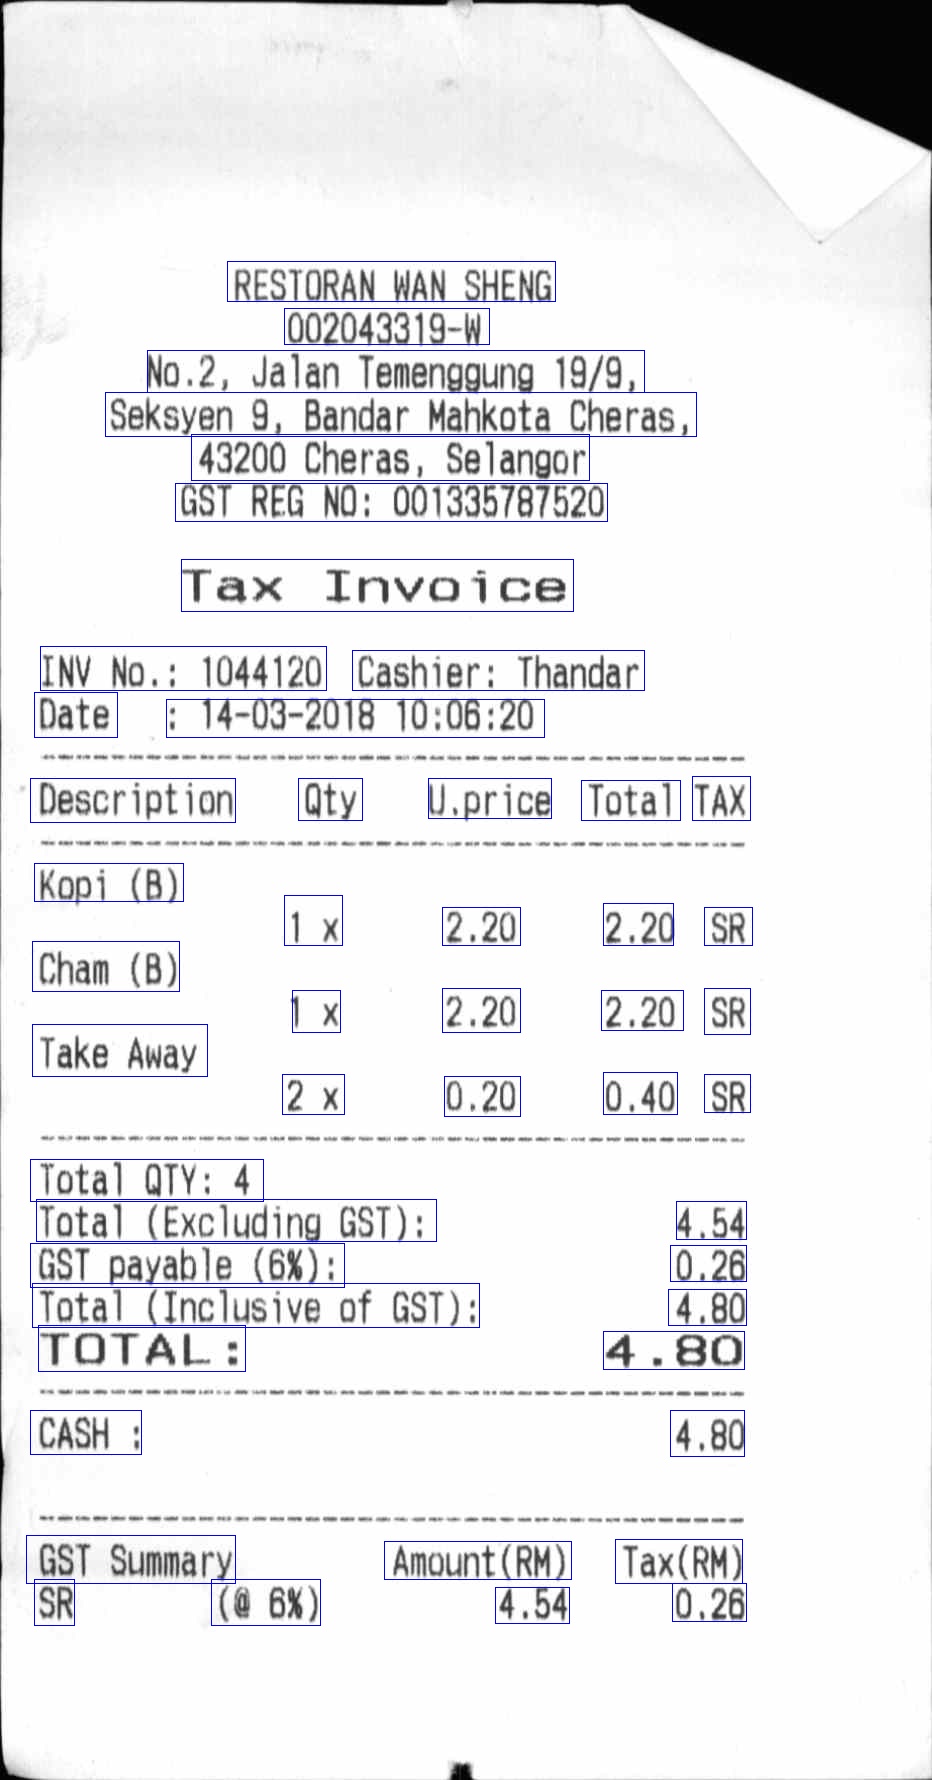 RESTORAN WAN SHENG
002043319-W
No.2, Jalan Temenggung 19/9,
Seksyen 9, Bandar Mahkota Cheras,
43200 Cheras, Selangor
GST REG NO: 001335787520
Tax Invoice
INV No.: 1044120 Cashier: Thandar
Date : 14-03-2018 10:06:20
Description Qty U.price Total TAX
Kopi (B)
1 x 2.20 2.20 SR
Cham (B)
1 x 2.20 2.20 SR
Take Away
2 x 0.20 0.40 SR
Total QTY: 4
Total (Excluding GST): 4.54
GST payable (6%): 0.26
Total (Inclusive of GST): 4.80
TOTAL: 4.80
CASH : 4.80
GST Summary Amount(RM) Tax(RM)
SR (@ 6%) 4.54 0.26